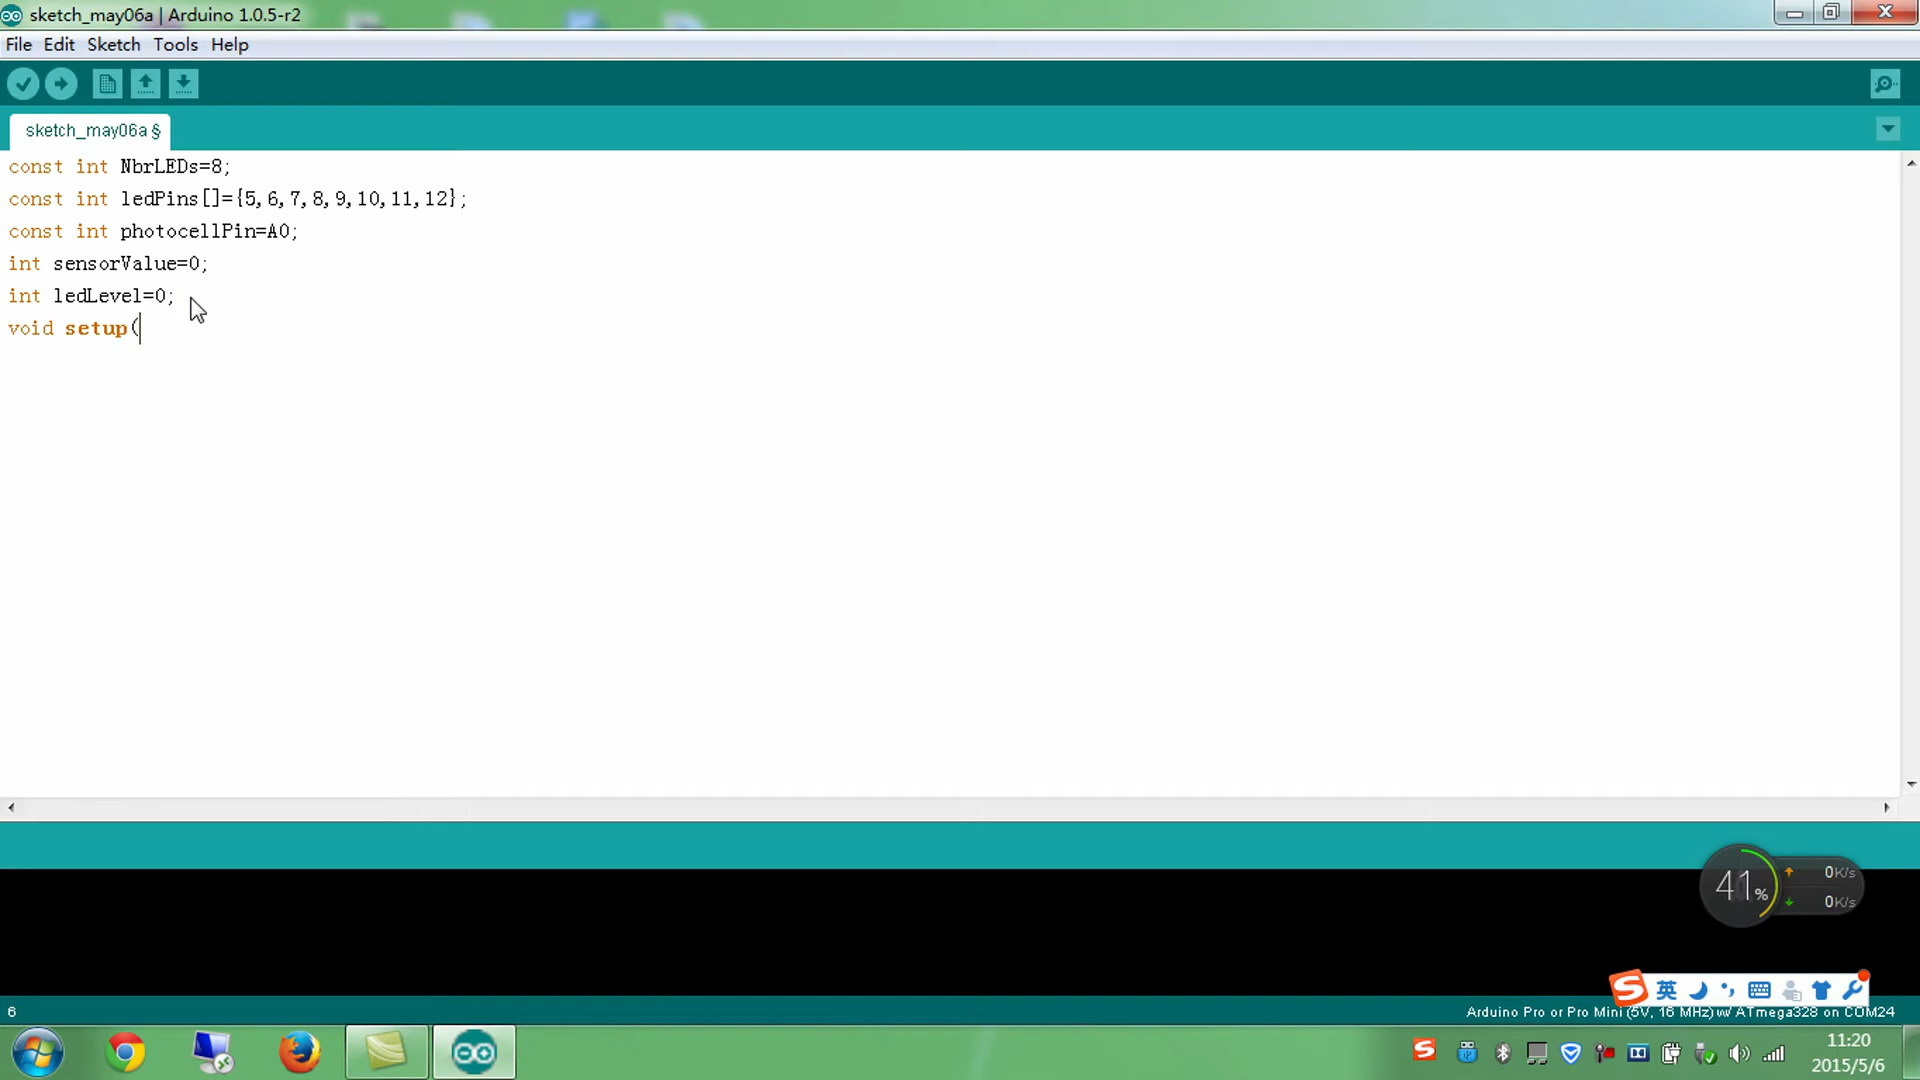 sketch_may06a | Arduino 1.0.5-r2
File Edit Sketch Tools Help
sketch_may06a §
const int NbrLEDs=8;
const int ledPins[]={5,6,7,8,9,10,11,12};
const int photocellPin=A0;
int sensorValue=0;
int ledLevel=0;
void setup(
41%
0K/s
0K/s
S 英
6
Arduino Pro or Pro Mini (5V, 16 MHz) w/ ATmega328 on COM24
S
11:20
2015/5/6